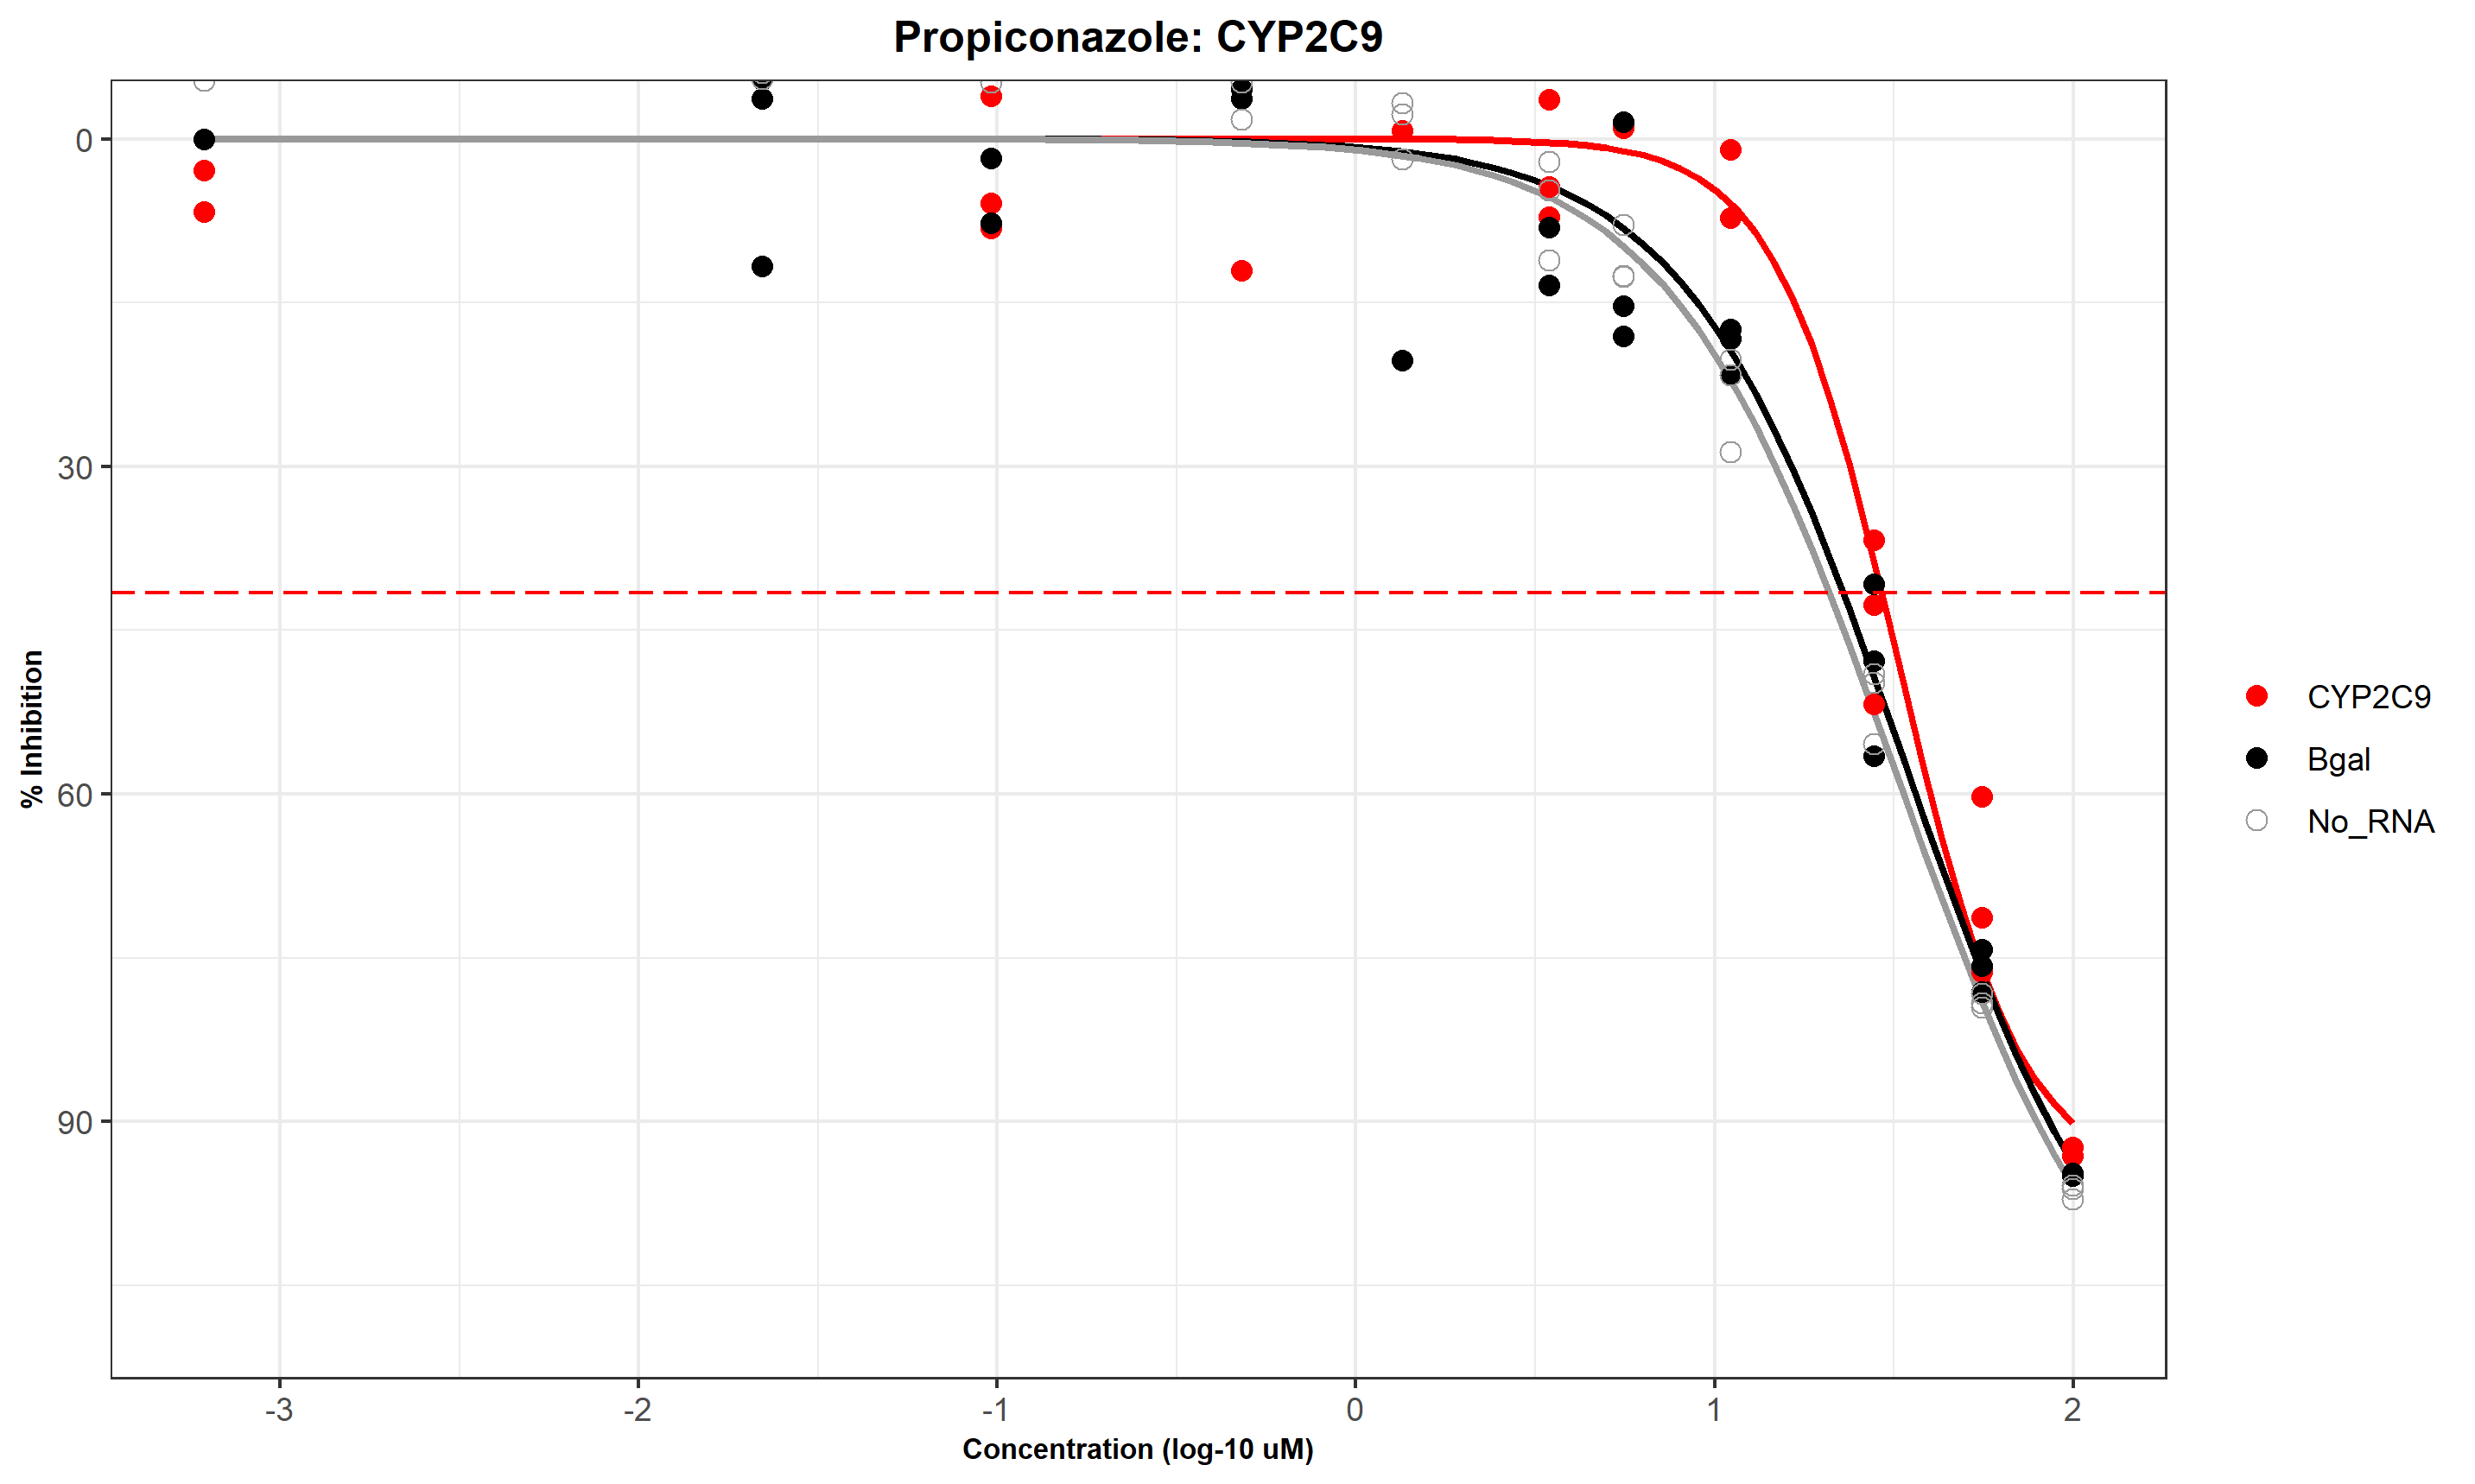 Propiconazole: CYP2C9
0
30
60
90
% Inhibition
-3
-2
-1
0
1
2
Concentration (log-10 uM)
CYP2C9
Bgal
No_RNA